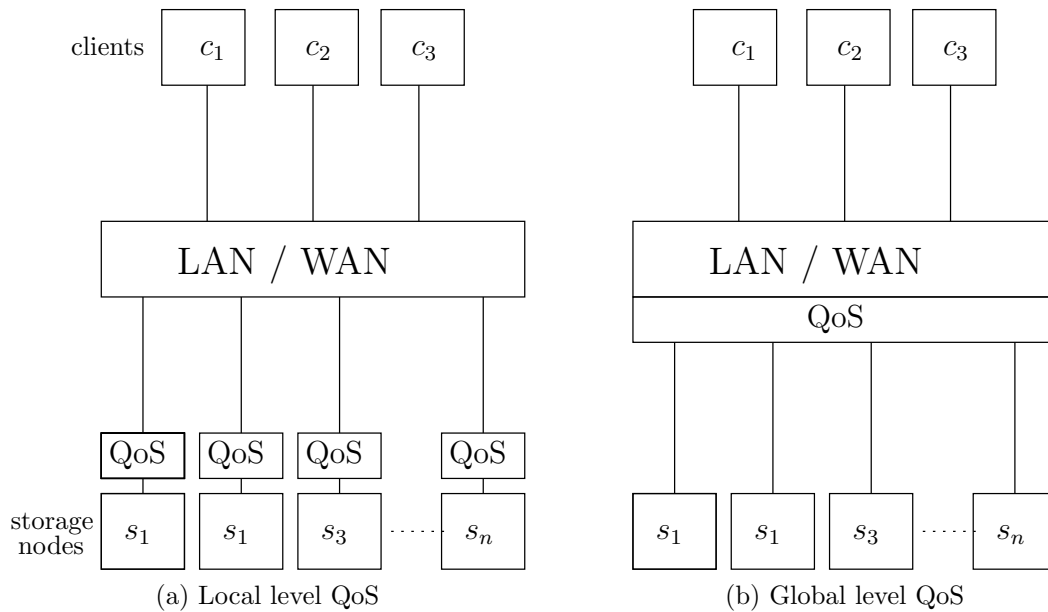 clients c1 c2 c3 c1 c2 c3
LAN / WAN LAN / WAN
QoS
QoS QoS QoS QoS
storage
nodes
s1 s1 s3 sn s1 s1 s3 sn
(a) Local level QoS (b) Global level QoS